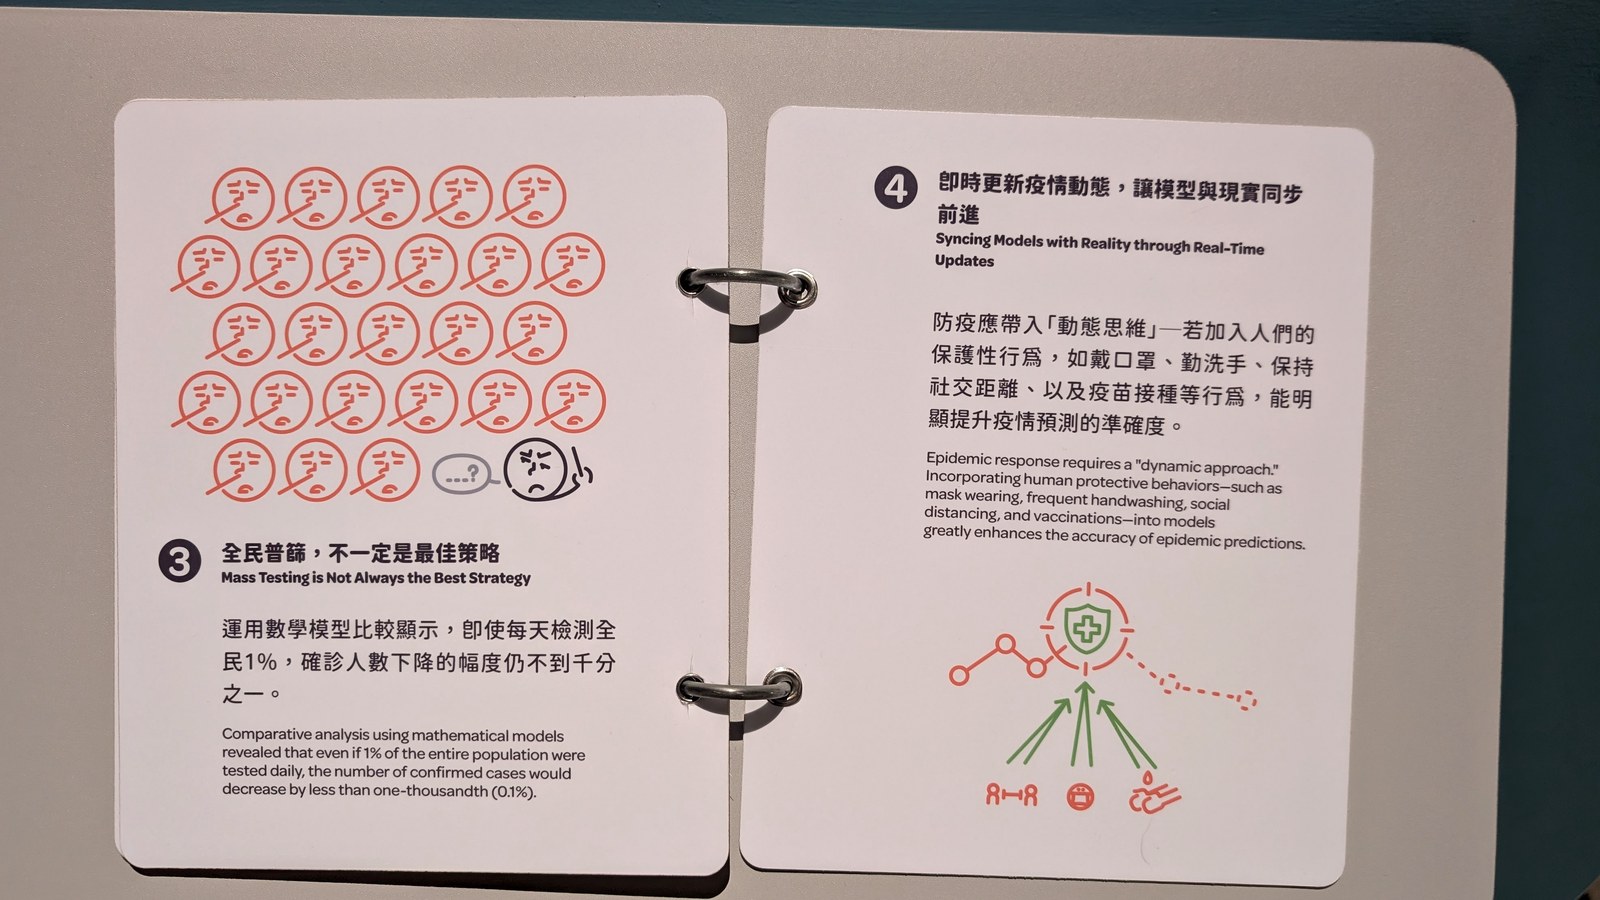 ....?
3
全民普篩，不一定是最佳策略
Mass Testing is Not Always the Best Strategy
運用數學模型比較顯示，即使每天檢測全
民1%，確診人數下降的幅度仍不到千分
之一。
Comparative analysis using mathematical models
revealed that even if 1% of the entire population were
tested daily, the number of confirmed cases would
decrease by less than one-thousandth (0.1%).
4
即時更新疫情動態，讓模型與現實同步
前進
Syncing Models with Reality through Real-Time
Updates
防疫應帶入「動態思維」─若加入人們的
保護性行為，如戴口罩、勤洗手、保持
社交距離、以及疫苗接種等行為，能明
顯提升疫情預測的準確度。
Epidemic response requires a "dynamic approach."
Incorporating human protective behaviors—such as
mask wearing, frequent handwashing, social
distancing, and vaccinations—into models
greatly enhances the accuracy of epidemic predictions.